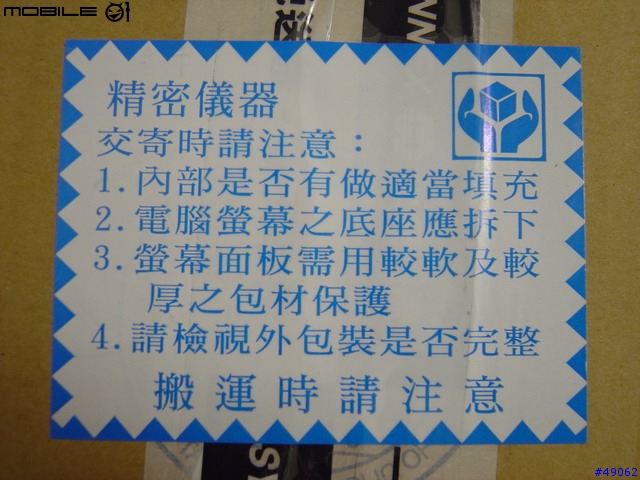 MOBILE 01
精密儀器
交寄時請注意：
1.內部是否有做適當填充
2.電腦螢幕之底座應拆下
3.螢幕面板需用較軟及較
厚之包材保護
4.請檢視外包裝是否完整
搬運時請注意
#49062